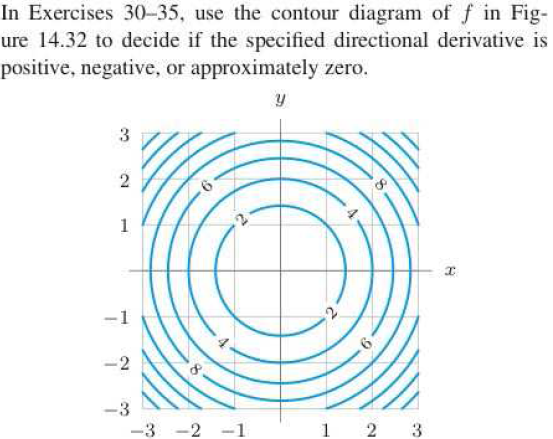 In Exercises 30–35, use the contour diagram of f in Fig-
ure 14.32 to decide if the specified directional derivative is
positive, negative, or approximately zero.
y
3
2
1
−1
−2
−3
6
8
2
4
2
4
6
8
x
−3 −2 −1 1 2 3